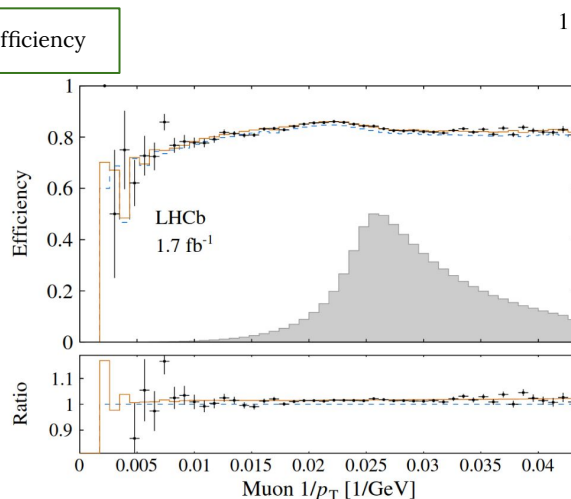 fficiency
1
1
0.8
0.6
0.4
0.2
0
Efficiency
LHCb
1.7 fb⁻¹
1.1
1
0.9
Ratio
0 0.005 0.01 0.015 0.02 0.025 0.03 0.035 0.04
Muon 1/pT [1/GeV]